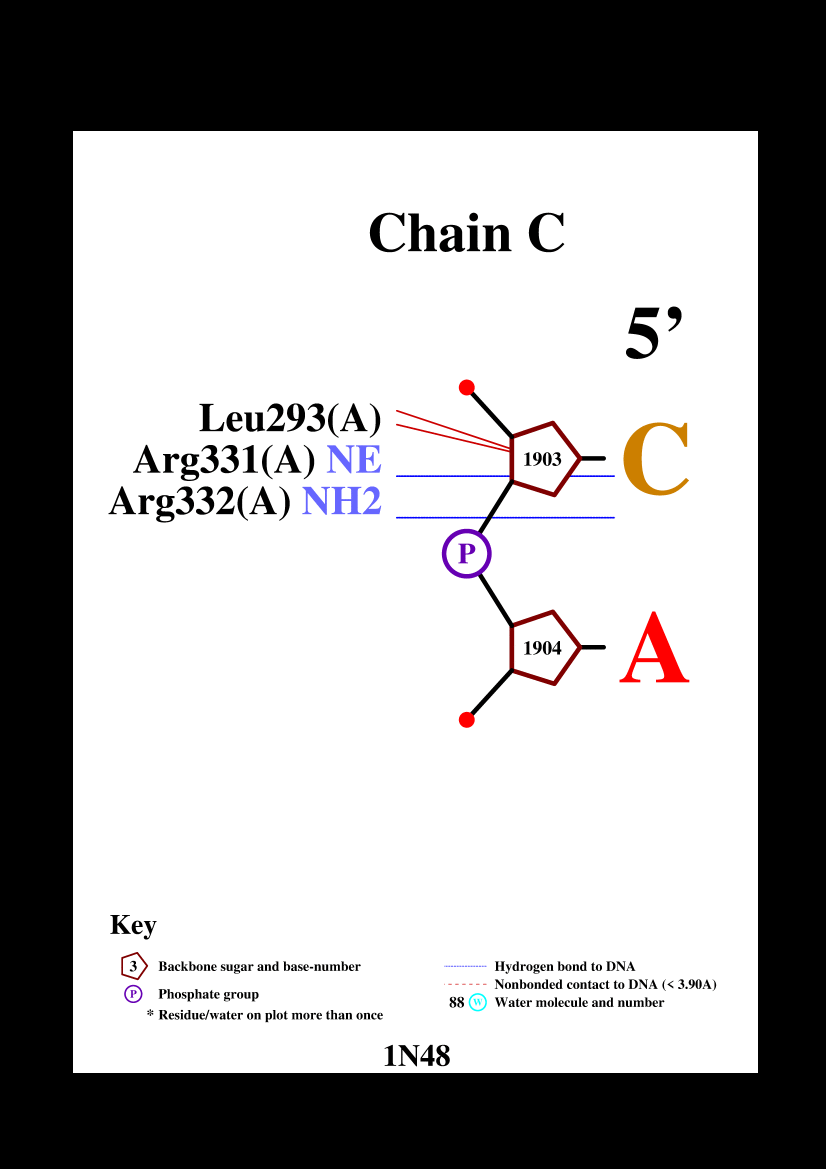 Chain C
5’
Leu293(A)
Arg331(A) NE
Arg332(A) NH2
1903
C
P
1904
A
Key
3 Backbone sugar and base-number
P Phosphate group
* Residue/water on plot more than once
Hydrogen bond to DNA
Nonbonded contact to DNA (< 3.90A)
88 W Water molecule and number
1N48